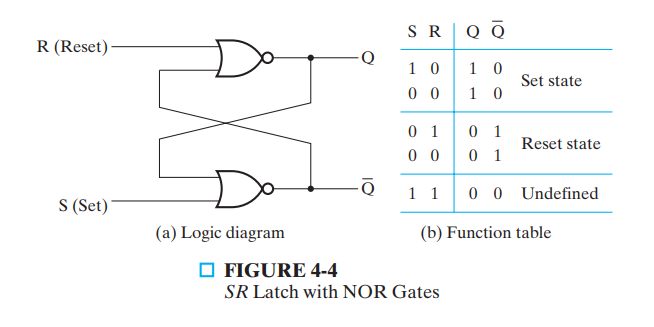 R (Reset)
Q
S (Set)
Q̅
(a) Logic diagram
S R Q Q̅
1 0 1 0 Set state
0 0 1 0
0 1 0 1 Reset state
0 0 0 1
1 1 0 0 Undefined
(b) Function table
FIGURE 4-4
SR Latch with NOR Gates